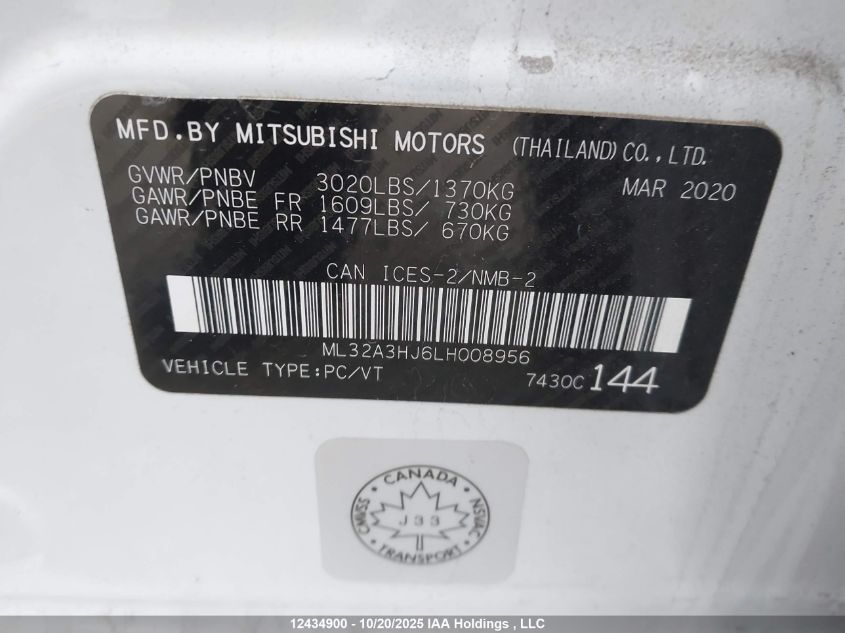 MFD.BY MITSUBISHI MOTORS (THAILAND) CO., LTD.
GVWR/PNBV 3020LBS/1370KG MAR 2020
GAWR/PNBE FR 1609LBS/ 730KG
GAWR/PNBE RR 1477LBS/ 670KG
CAN ICES-2/NMB-2
ML32A3HJ6LH008956
VEHICLE TYPE:PC/VT 7430C 144
CANADA
CMVSS J33 NSVAC
TRANSPORT
12434900 - 10/20/2025 IAA Holdings , LLC